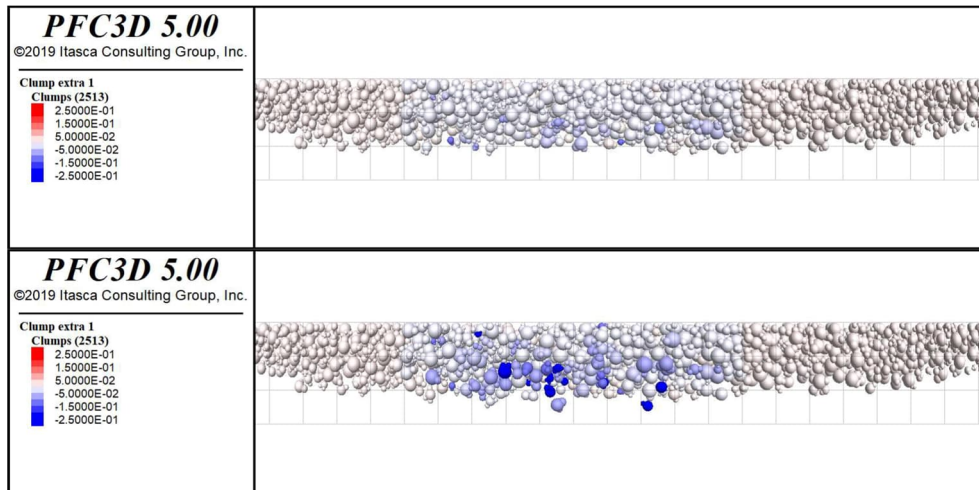 PFC3D 5.00
©2019 Itasca Consulting Group, Inc.
Clump extra 1
Clumps (2513)
2.5000E-01
1.5000E-01
5.0000E-02
-5.0000E-02
-1.5000E-01
-2.5000E-01
PFC3D 5.00
©2019 Itasca Consulting Group, Inc.
Clump extra 1
Clumps (2513)
2.5000E-01
1.5000E-01
5.0000E-02
-5.0000E-02
-1.5000E-01
-2.5000E-01